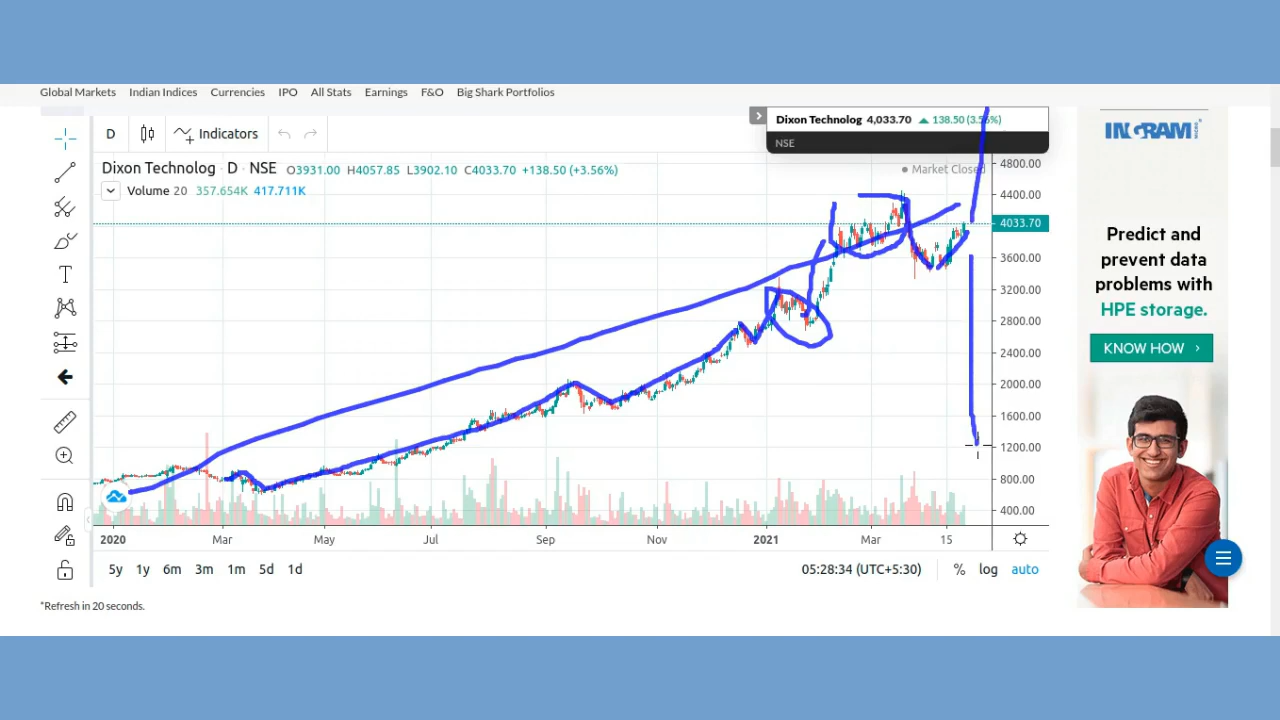 Global Markets Indian Indices Currencies IPO All Stats Earnings F&O Big Shark Portfolios
D Indicators
Dixon Technolog 4,033.70 ▲ 138.50 (3.56%)
NSE
Dixon Technolog · D · NSE O3931.00 H4057.85 L3902.10 C4033.70 +138.50 (+3.56%)
Market Closed
Volume 20 357.654K 417.711K
4800.00
4400.00
4033.70
3600.00
3200.00
2800.00
2400.00
2000.00
1600.00
1200.00
800.00
400.00
2020 Mar May Jul Sep Nov 2021 Mar 15
5y 1y 6m 3m 1m 5d 1d 05:28:34 (UTC+5:30) % log auto
*Refresh in 20 seconds.
INGRAM
Predict and
prevent data
problems with
HPE storage.
KNOW HOW ›